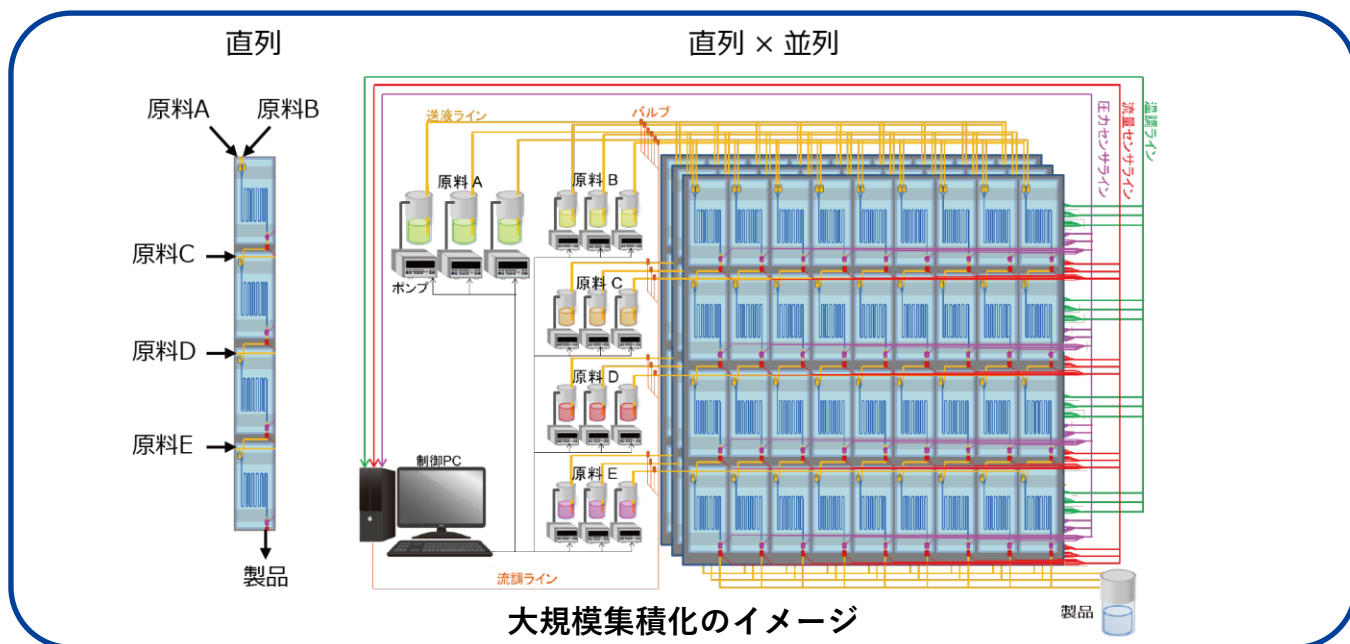 直列
直列 × 並列
原料A
原料B
原料C
原料D
原料E
製品
送液ライン
バルブ
原料 A
原料 B
ポンプ
原料 C
原料 D
原料 E
制御PC
流調ライン
圧力センサライン
流量センサライン
温調ライン
製品
大規模集積化のイメージ